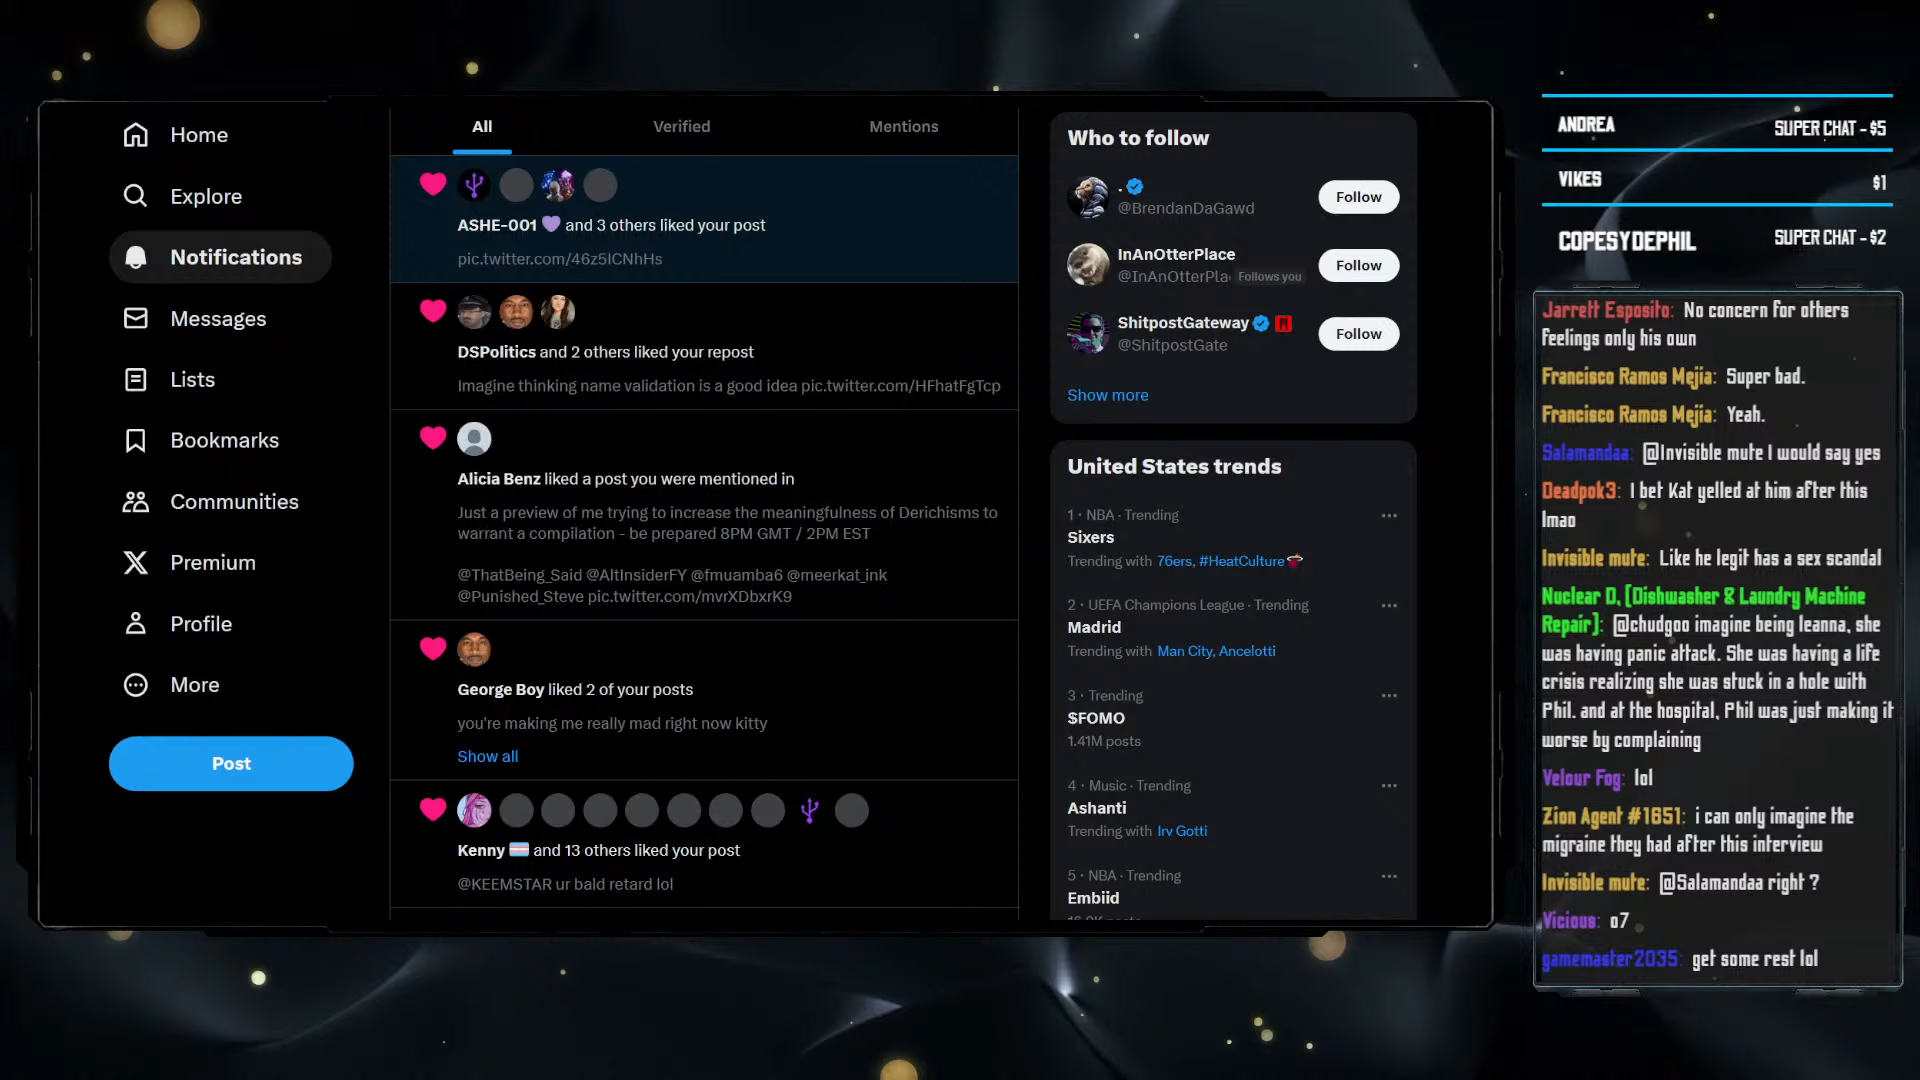 Home
Explore
Notifications
Messages
Lists
Bookmarks
Communities
Premium
Profile
More
Post
All
Verified
Mentions
ASHE-001 💜 and 3 others liked your post
DSPolitics and 2 others liked your repost
Imagine thinking name validation is a good idea pic.twitter.com/HFhatFgTcp
Alicia Benz liked a post you were mentioned in
Just a preview of me trying to increase the meaningfulness of Derichisms to
warrant a compilation - be prepared 8PM GMT / 2PM EST
@ThatBeing_Said @AltInsiderFY @fmuamba6 @meerkat_ink
@Punished_Steve pic.twitter.com/mvrXDbxrK9
George Boy liked 2 of your posts
you're making me really mad right now kitty
Show all
Kenny and 13 others liked your post
@KEEMSTAR ur bald retard lol
Who to follow
.
@BrendanDaGawd
Follow
InAnOtterPlace
@InAnOtterPla Follows you
Follow
ShitpostGateway
@ShitpostGate
Follow
Show more
United States trends
1 · NBA · Trending
Sixers
Trending with 76ers, #HeatCulture
2 · UEFA Champions League · Trending
Madrid
Trending with Man City, Ancelotti
3 · Trending
$FOMO
1.41M posts
4 · Music · Trending
Ashanti
Trending with Irv Gotti
5 · NBA · Trending
Embiid
ANDREA SUPER CHAT - $5
VIKES $1
COPESYDEPHIL SUPER CHAT - $2
Jarrett Esposito: No concern for others
feelings only his own
Francisco Ramos Mejia: Super bad.
Francisco Ramos Mejia: Yeah.
Salamandaa: @Invisible mute I would say yes
Deadpok3: I bet Kat yelled at him after this
lmao
Invisible mute: Like he legit has a sex scandal
Nuclear D, [Dishwasher & Laundry Machine
Repair]: @chudgoo imagine being leanna, she
was having panic attack. She was having a life
crisis realizing she was stuck in a hole with
Phil. and at the hospital, Phil was just making it
worse by complaining
Velour Fog: lol
Zion Agent #1651: i can only imagine the
migraine they had after this interview
Invisible mute: @Salamandaa right ?
Vicious: o7
gamemaster2035: get some rest lol